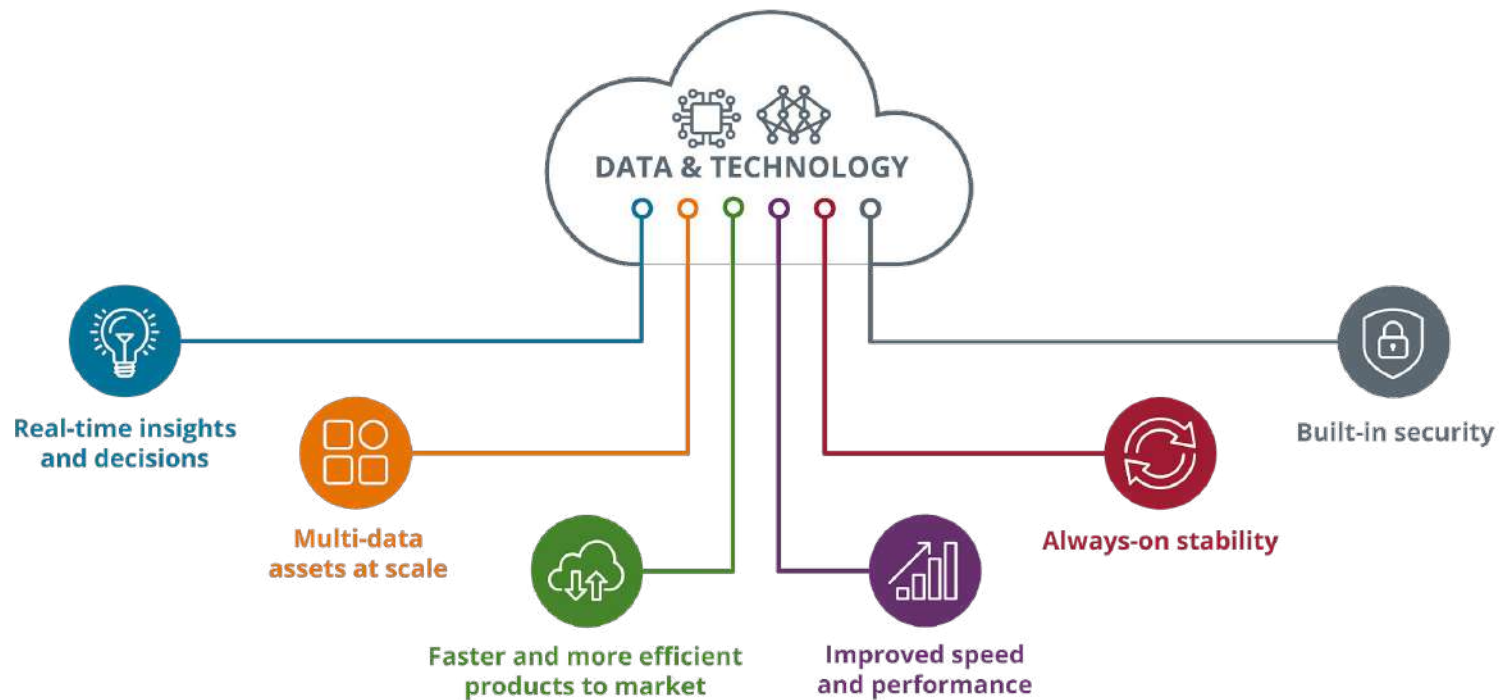 DATA & TECHNOLOGY
Real-time insights
and decisions
Multi-data
assets at scale
Faster and more efficient
products to market
Improved speed
and performance
Always-on stability
Built-in security